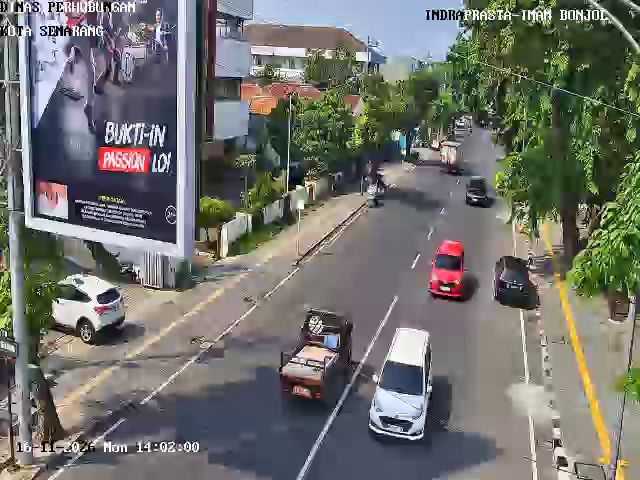 DINAS PERHUBUNGAN
KOTA SEMARANG
INDRAPRASTA-IMAM BONJOL
BUKTI-IN
PASSION LO!
16-11-2026 Mon 14:02:00